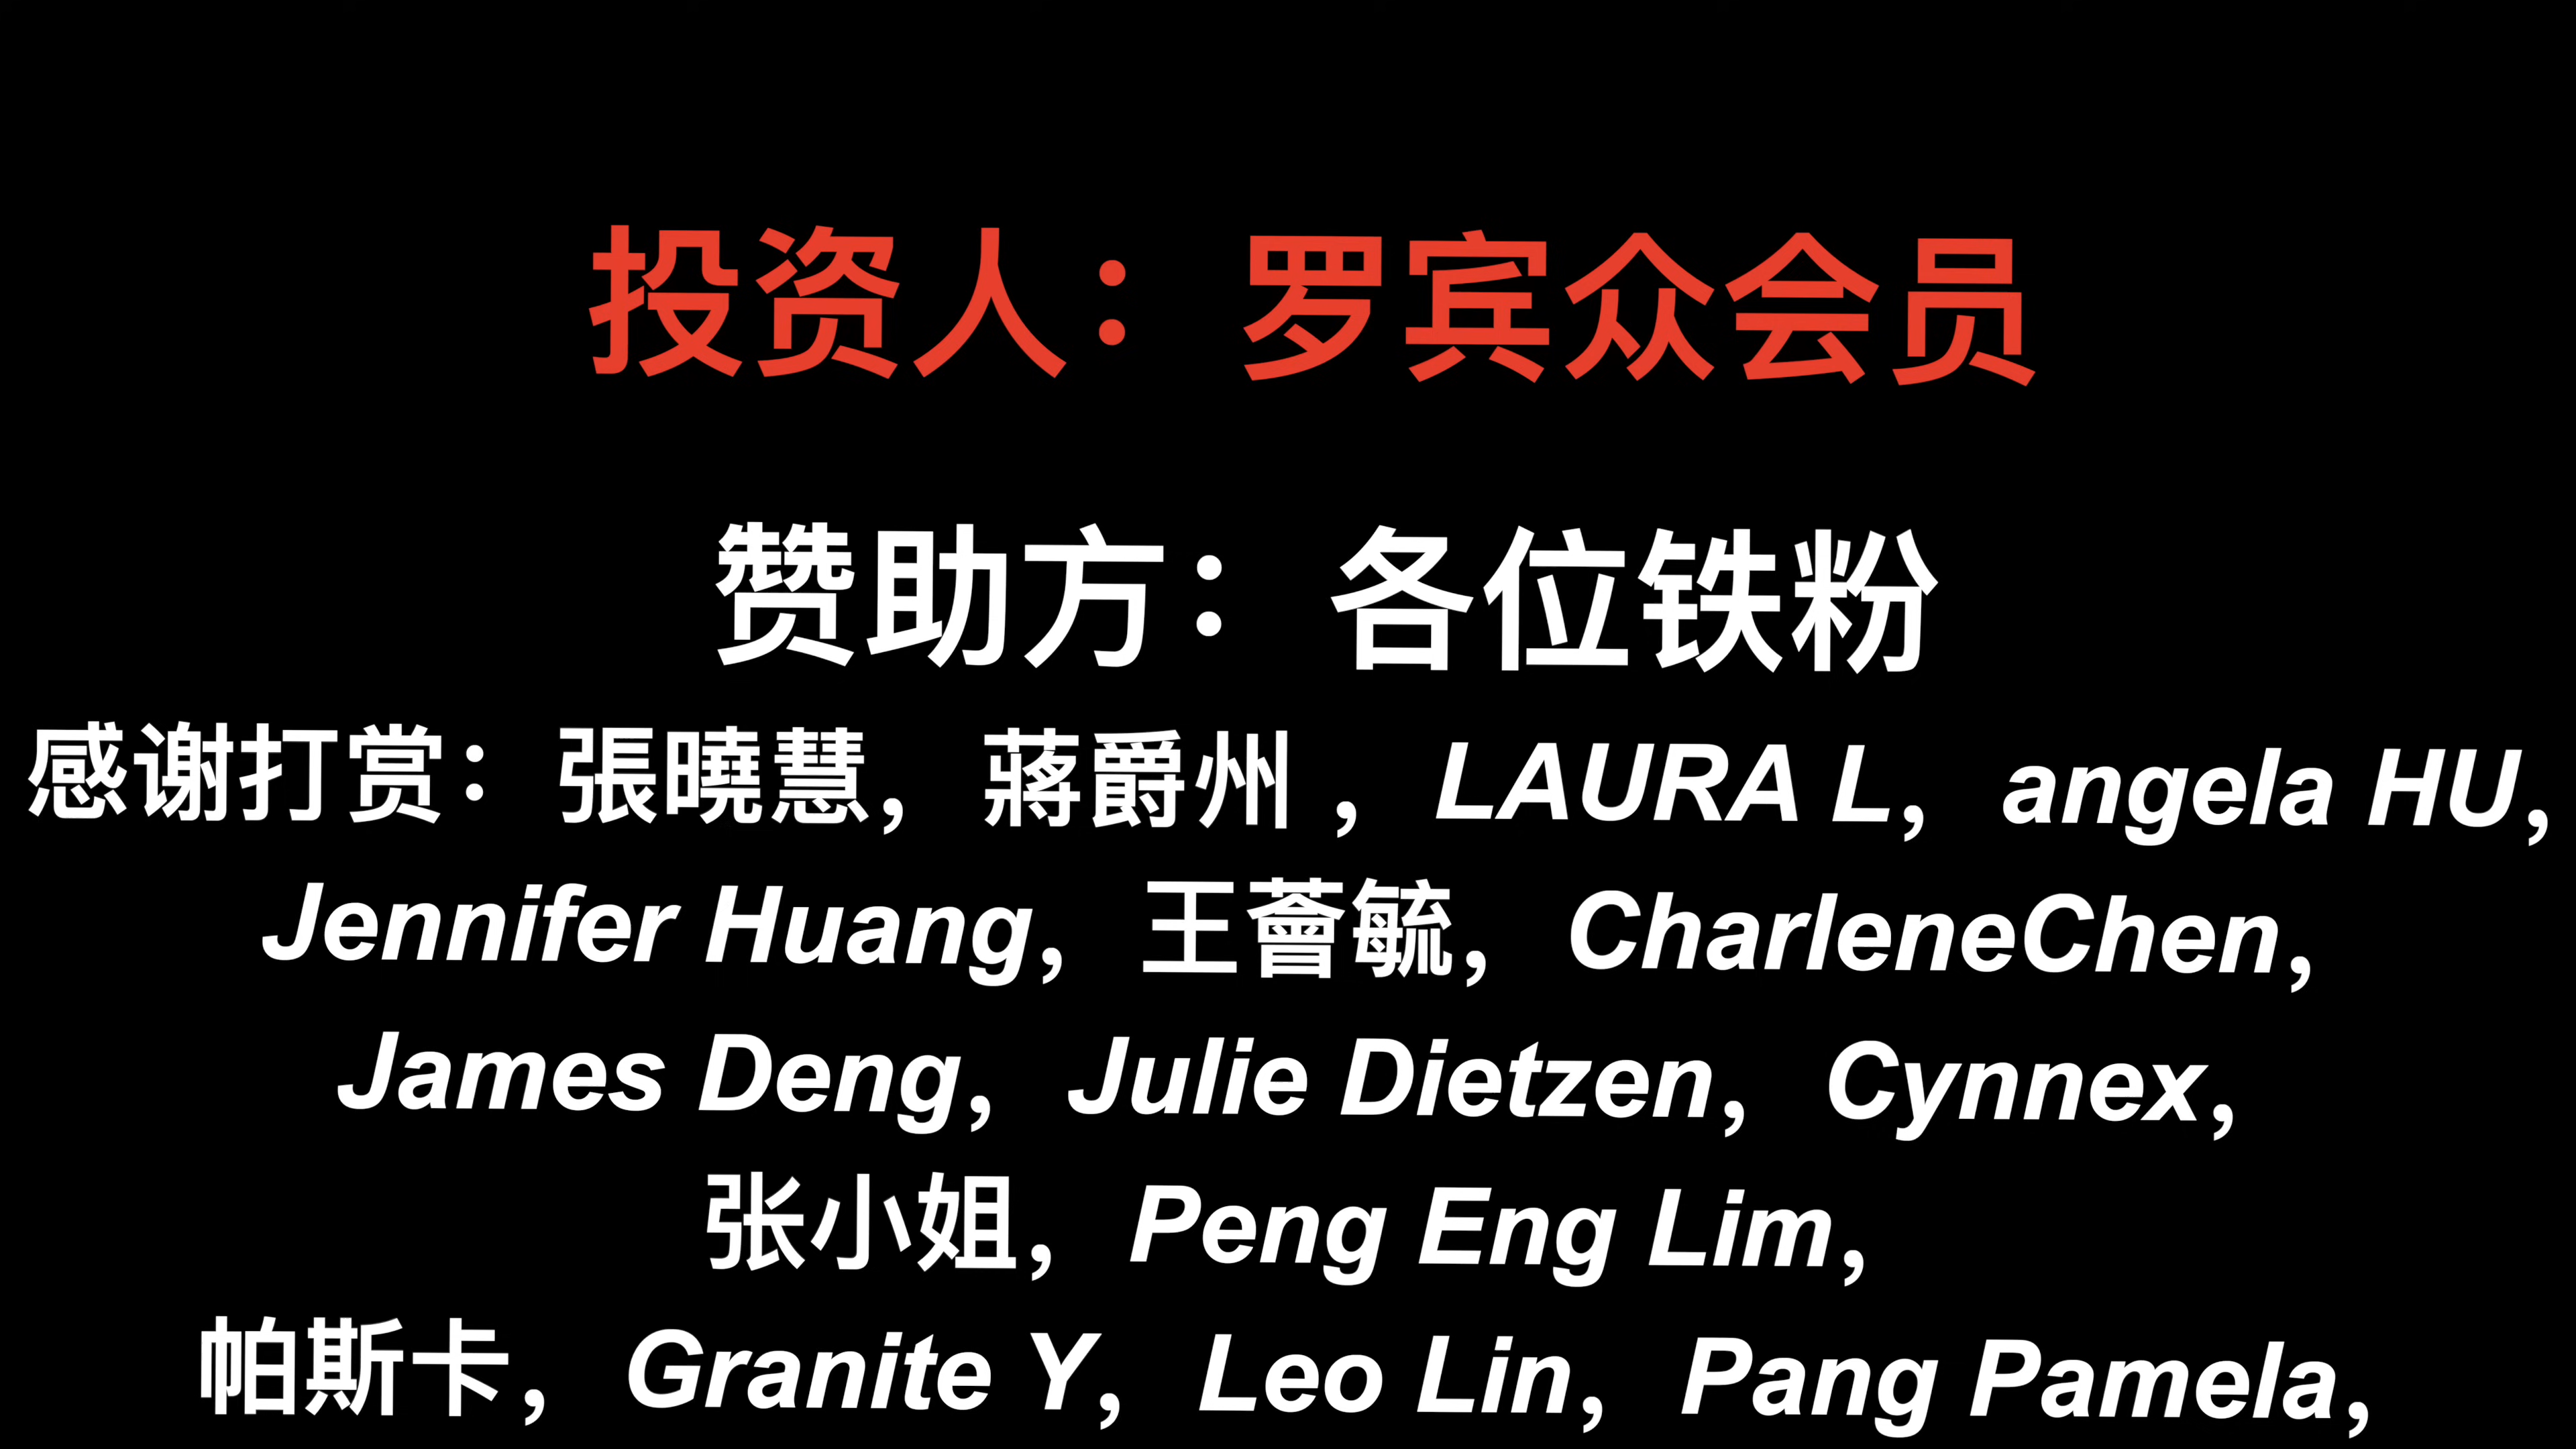 投资人：罗宾众会员
赞助方：各位铁粉
感谢打赏：張曉慧，蔣爵州 ，LAURA L，angela HU，
Jennifer Huang，王薈毓，CharleneChen，
James Deng，Julie Dietzen，Cynnex，
张小姐，Peng Eng Lim，
帕斯卡，Granite Y，Leo Lin，Pang Pamela，